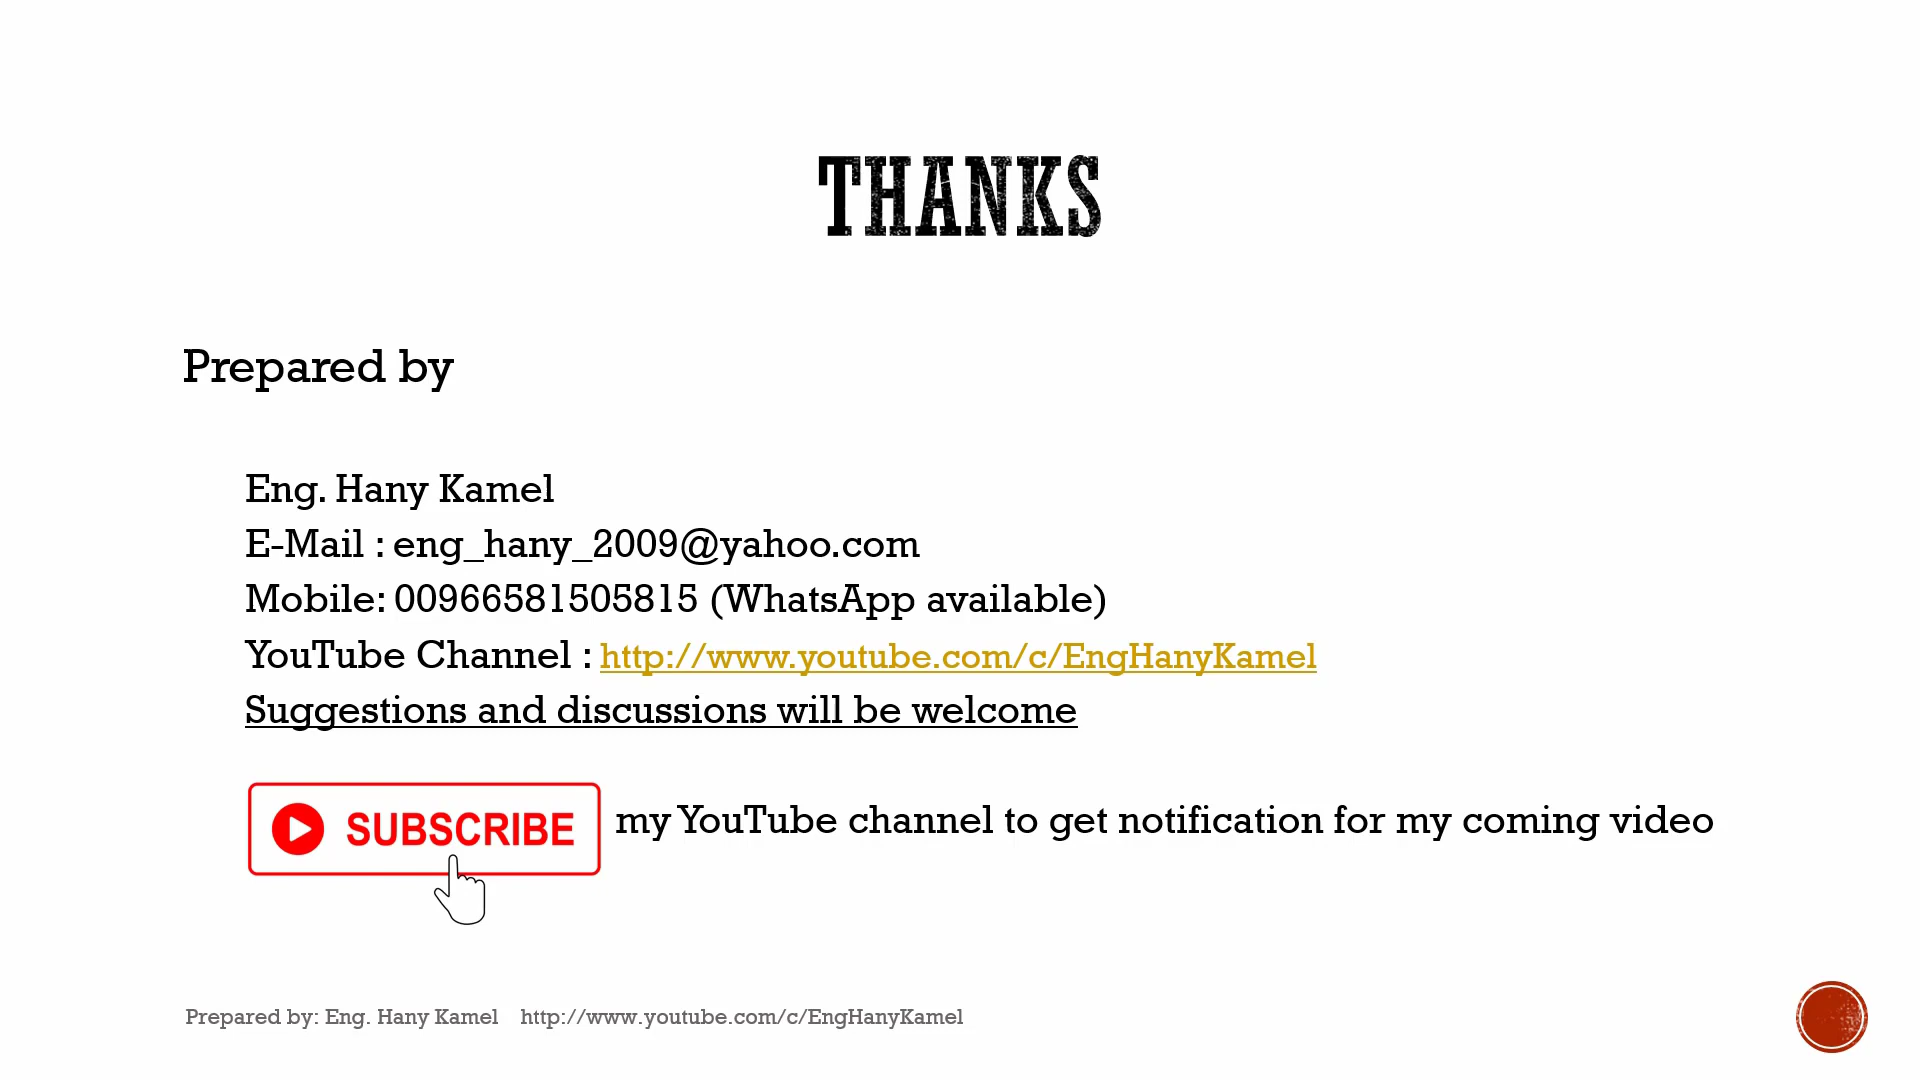 THANKS
Prepared by
Eng. Hany Kamel
E-Mail : eng_hany_2009@yahoo.com
Mobile: 00966581505815 (WhatsApp available)
YouTube Channel : http://www.youtube.com/c/EngHanyKamel
Suggestions and discussions will be welcome
SUBSCRIBE my YouTube channel to get notification for my coming video
Prepared by: Eng. Hany Kamel http://www.youtube.com/c/EngHanyKamel